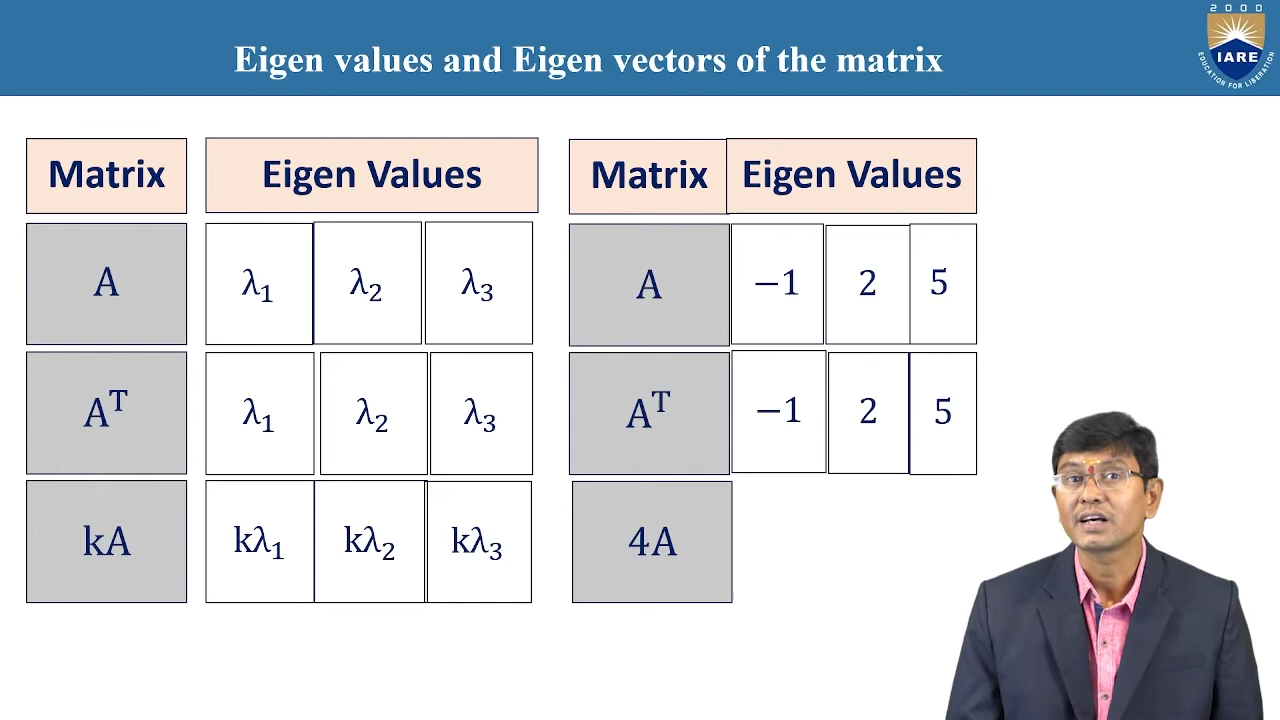 2000
IARE
EDUCATION FOR LIBERATION
Eigen values and Eigen vectors of the matrix
Matrix Eigen Values Matrix Eigen Values
A λ₁ λ₂ λ₃ A −1 2 5
Aᵀ λ₁ λ₂ λ₃ Aᵀ −1 2 5
kA kλ₁ kλ₂ kλ₃ 4A